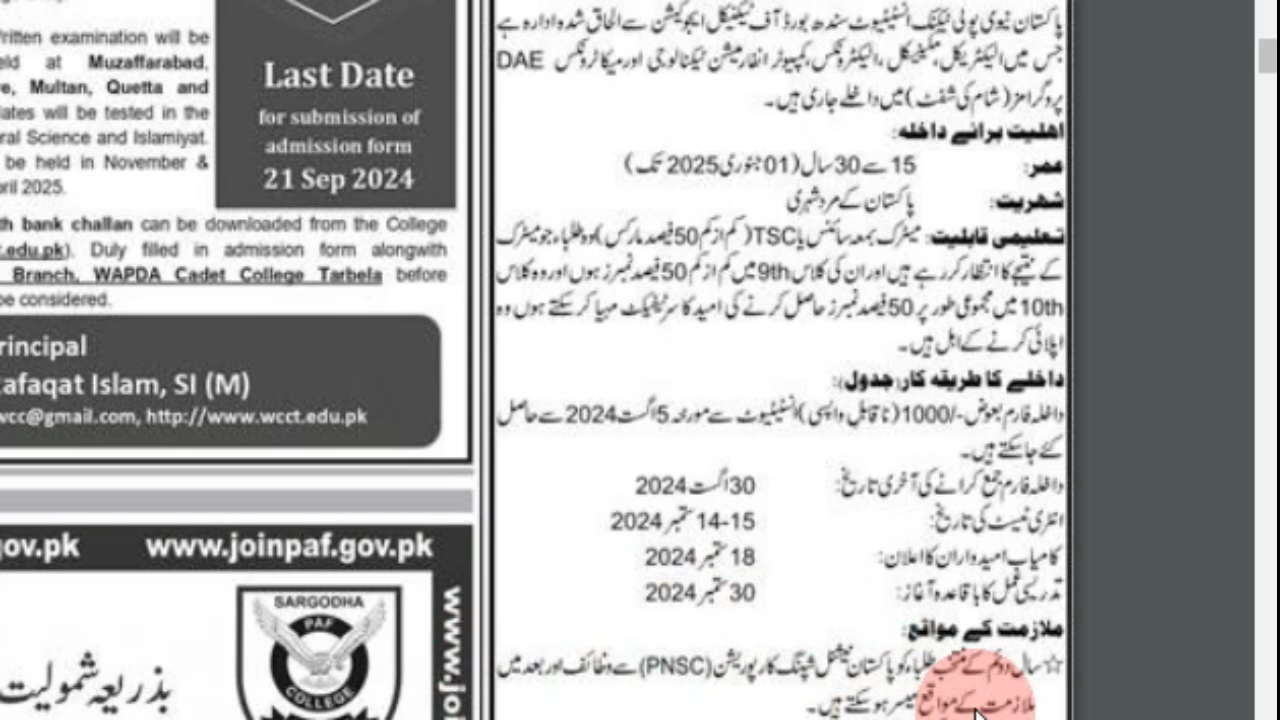 ritten examination will be
eld at Muzaffarabad,
e, Multan, Quetta and
lates will be tested in the
ral Science and Islamiyat.
be held in November &
ril 2025.
Last Date
for submission of
admission form
21 Sep 2024
th bank challan can be downloaded from the College
t.edu.pk). Duly filled in admission form alongwith
Branch, WAPDA Cadet College Tarbela before
be considered.
rincipal
afaqat Islam, SI (M)
wcc@gmail.com, http://www.wcct.edu.pk
gov.pk www.joinpaf.gov.pk
www.jo
SARGODHA
PAF
COLLEGE
بذریعہ شمولیت
پاکستان نیوی پولی ٹیکنک انسٹیٹیوٹ سندھ بورڈ آف ٹیکنیکل ایجوکیشن سے الحاق شدہ ادارہ ہے
جس میں الیکٹریکل، مکینیکل، الیکٹرونکس، کمپیوٹر انفارمیشن ٹیکنالوجی اور میکاٹرونکس DAE
پروگرامز (شام کی شفٹ) میں داخلے جاری ہیں۔
اهلیت برائے داخله:
عمر: 15 سے 30 سال (01 جنوری 2025 تک)
شهریت: پاکستان کے مرد شہری
تعلیمی قابلیت: میٹرک بمعہ سائنس یا TSC (کم از کم 50 فیصد مارکس) وہ طلباء جو میٹرک
کے نتیجے کا انتظار کر رہے ہیں اور ان کی کلاس 9th میں کم از کم 50 فیصد نمبرز ہوں اور وہ کلاس
10th میں مجموعی طور پر 50 فیصد نمبرز حاصل کرنے کی امید کا سرٹیفکیٹ مہیا کر سکتے ہوں وہ
اپلائی کرنے کے اہل ہیں۔
داخلے کا طریقه کار/جدول:
داخلہ فارم بعوض -/1000 (ناقابل واپسی) انسٹیٹیوٹ سے مورخہ 5 اگست 2024 سے حاصل
کئے جا سکتے ہیں۔
داخلہ فارم جمع کرانے کی آخری تاریخ: 30 اگست 2024
انٹری ٹیسٹ کی تاریخ: 14-15 ستمبر 2024
کامیاب امیدواران کا اعلان: 18 ستمبر 2024
تدریسی عمل کا باقاعدہ آغاز: 30 ستمبر 2024
ملازمت کے مواقع:
☆ سال دوئم کے منتخب طلباء کو پاکستان نیشنل شپنگ کارپوریشن (PNSC) سے وظائف اور بعد میں
ملازمت کے مواقع میسر ہو سکتے ہیں۔